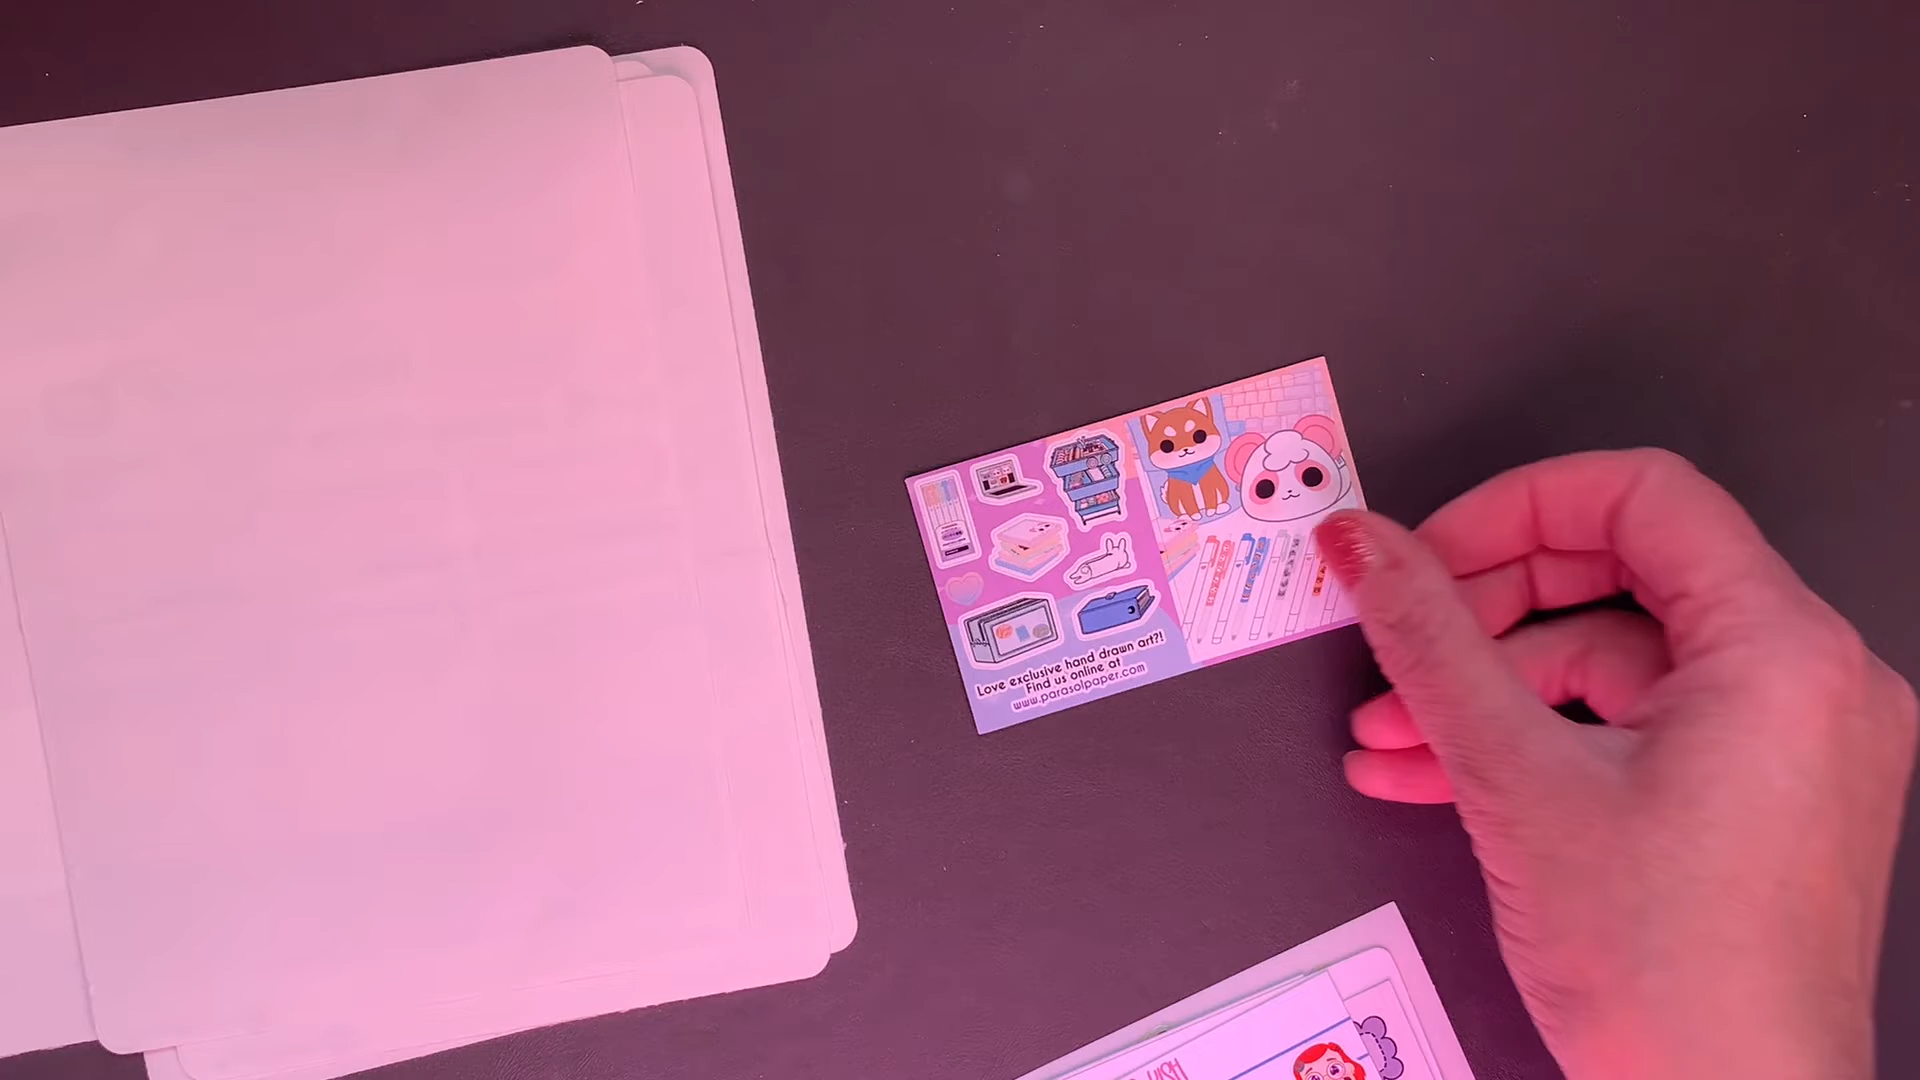 Love exclusive hand drawn art?!
Find us online at
www.parasolpaper.com